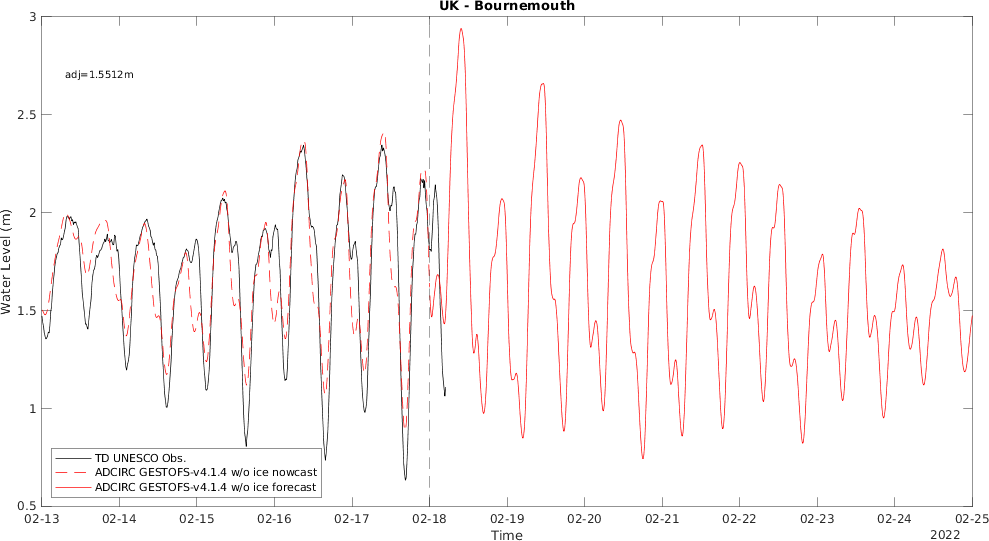 UK - Bournemouth
3
adj=1.5512m
2.5
2
Water Level (m)
1.5
1
TD UNESCO Obs.
ADCIRC GESTOFS-v4.1.4 w/o ice nowcast
ADCIRC GESTOFS-v4.1.4 w/o ice forecast
0.5
02-13 02-14 02-15 02-16 02-17 02-18 02-19 02-20 02-21 02-22 02-23 02-24 02-25
Time
2022